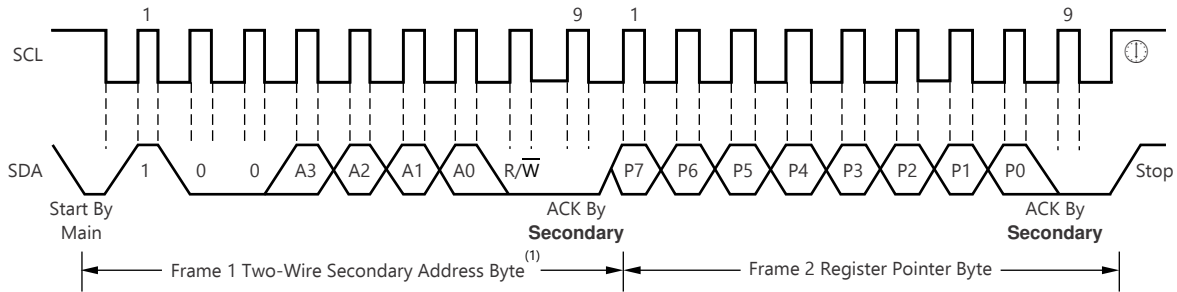 1 9 1 9
SCL
SDA 1 0 0 A3 A2 A1 A0 R/W̅ P7 P6 P5 P4 P3 P2 P1 P0 Stop
Start By ACK By ACK By
Main Secondary Secondary
Frame 1 Two-Wire Secondary Address Byte(1) Frame 2 Register Pointer Byte